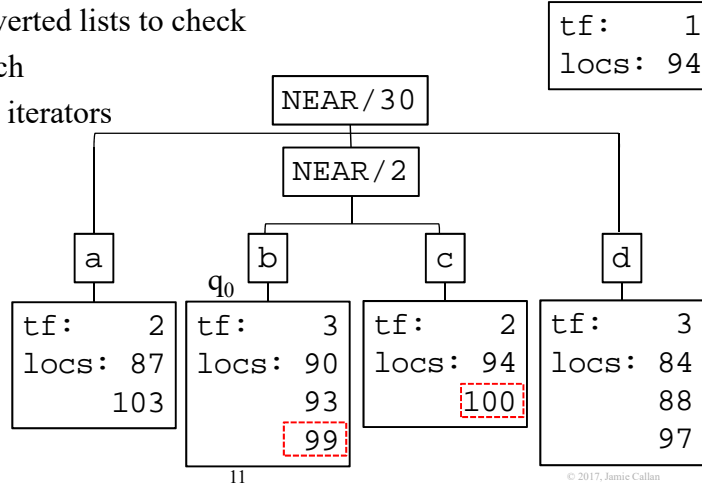 verted lists to check
ch
iterators
tf: 1
locs: 94
NEAR/30
NEAR/2
a
b
c
d
q0
tf: 2
locs: 87
103
tf: 3
locs: 90
93
99
tf: 2
locs: 94
100
tf: 3
locs: 84
88
97
11
© 2017, Jamie Callan